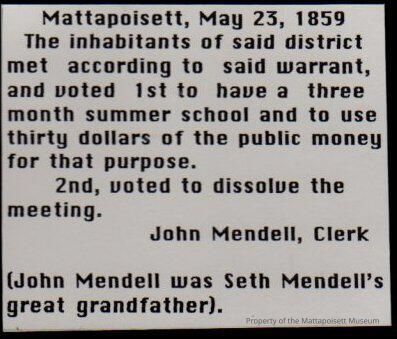 Mattapoisett, May 23, 1859
The inhabitants of said district
met according to said warrant,
and voted 1st to have a three
month summer school and to use
thirty dollars of the public money
for that purpose.
2nd, voted to dissolve the
meeting.
John Mendell, Clerk
(John Mendell was Seth Mendell's
great grandfather).
Property of the Mattapoisett Museum